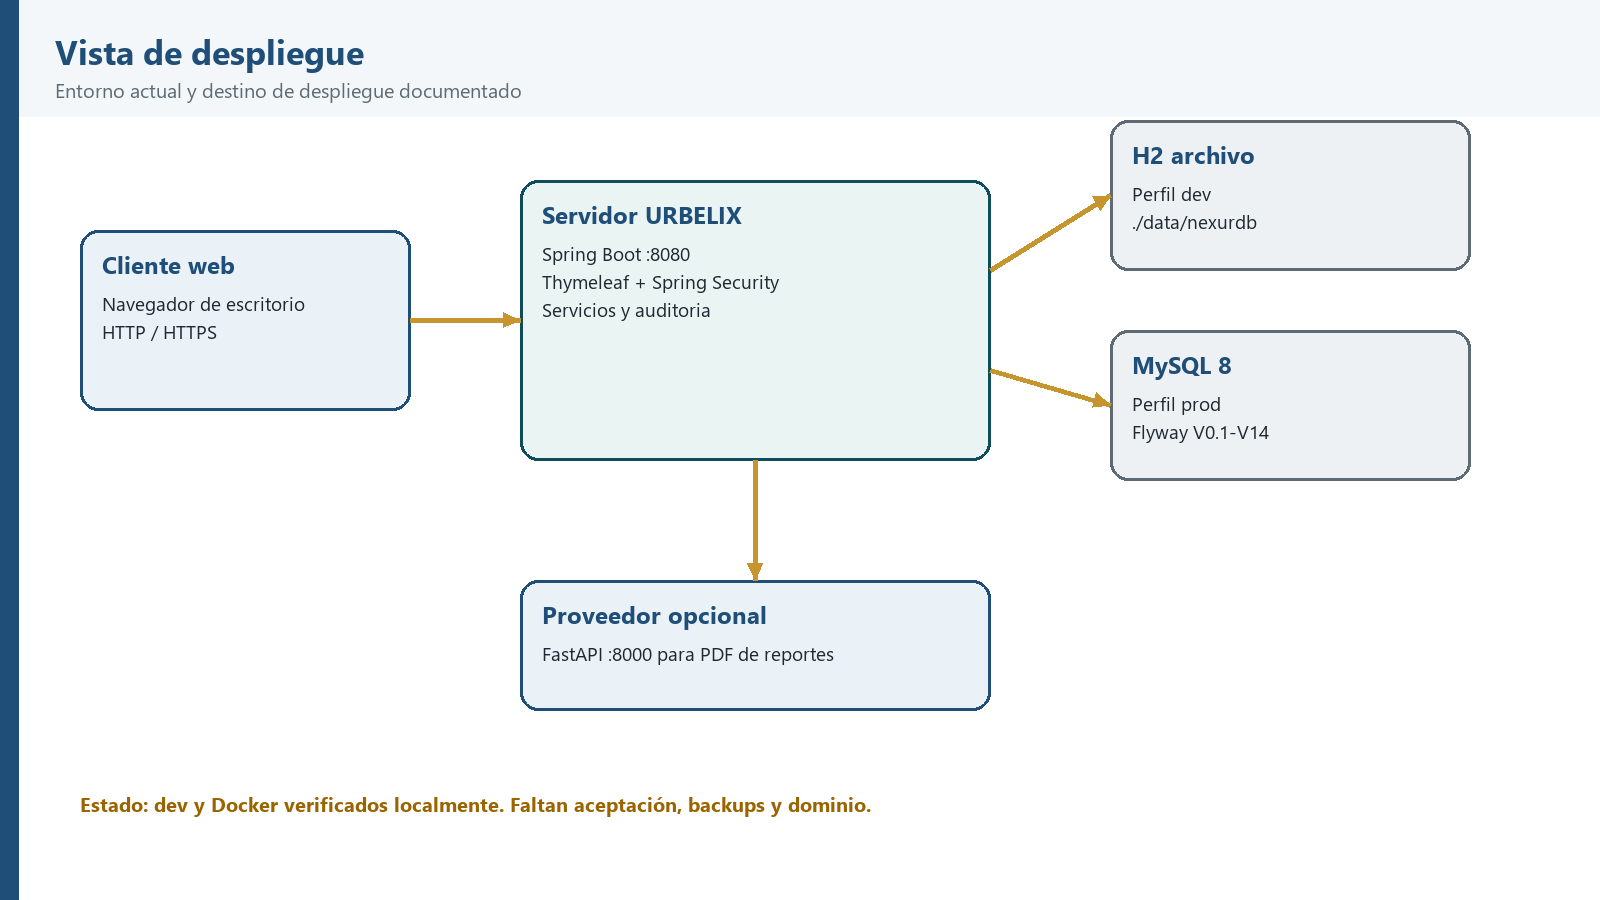 Vista de despliegue
Entorno actual y destino de despliegue documentado
Cliente web
Navegador de escritorio
HTTP / HTTPS
Servidor URBELIX
Spring Boot :8080
Thymeleaf + Spring Security
Servicios y auditoria
H2 archivo
Perfil dev
./data/nexurdb
MySQL 8
Perfil prod
Flyway V0.1-V14
Proveedor opcional
FastAPI :8000 para PDF de reportes
Estado: dev y Docker verificados localmente. Faltan aceptación, backups y dominio.